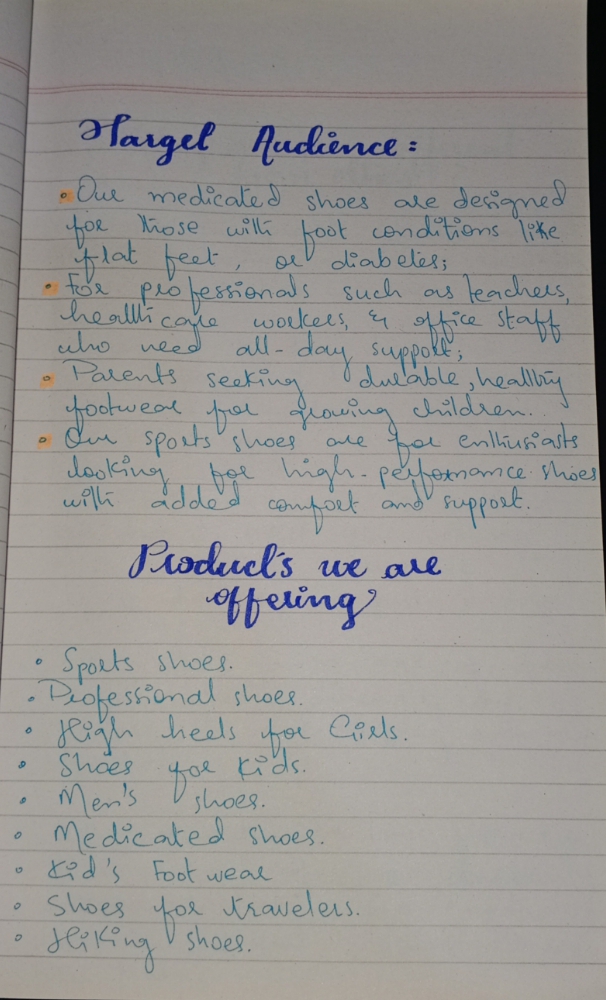 Target Audience:
• Our medicated shoes are designed
for those with foot conditions like
flat feet, or diabetes;
• For professionals such as teachers,
healthcare workers, & office staff
who need all-day support;
• Parents seeking durable, healthy
footwear for growing children..
• Our sports shoes are for enthusiasts
looking for high-performance shoes
with added comfort and support.
Product's we are
offering
• Sports shoes.
• Professional shoes.
• High heels for Girls.
• Shoes for Kids.
• Men's shoes.
• Medicated shoes.
• Kid's Footwear
• Shoes for travelers.
• Hiking shoes.